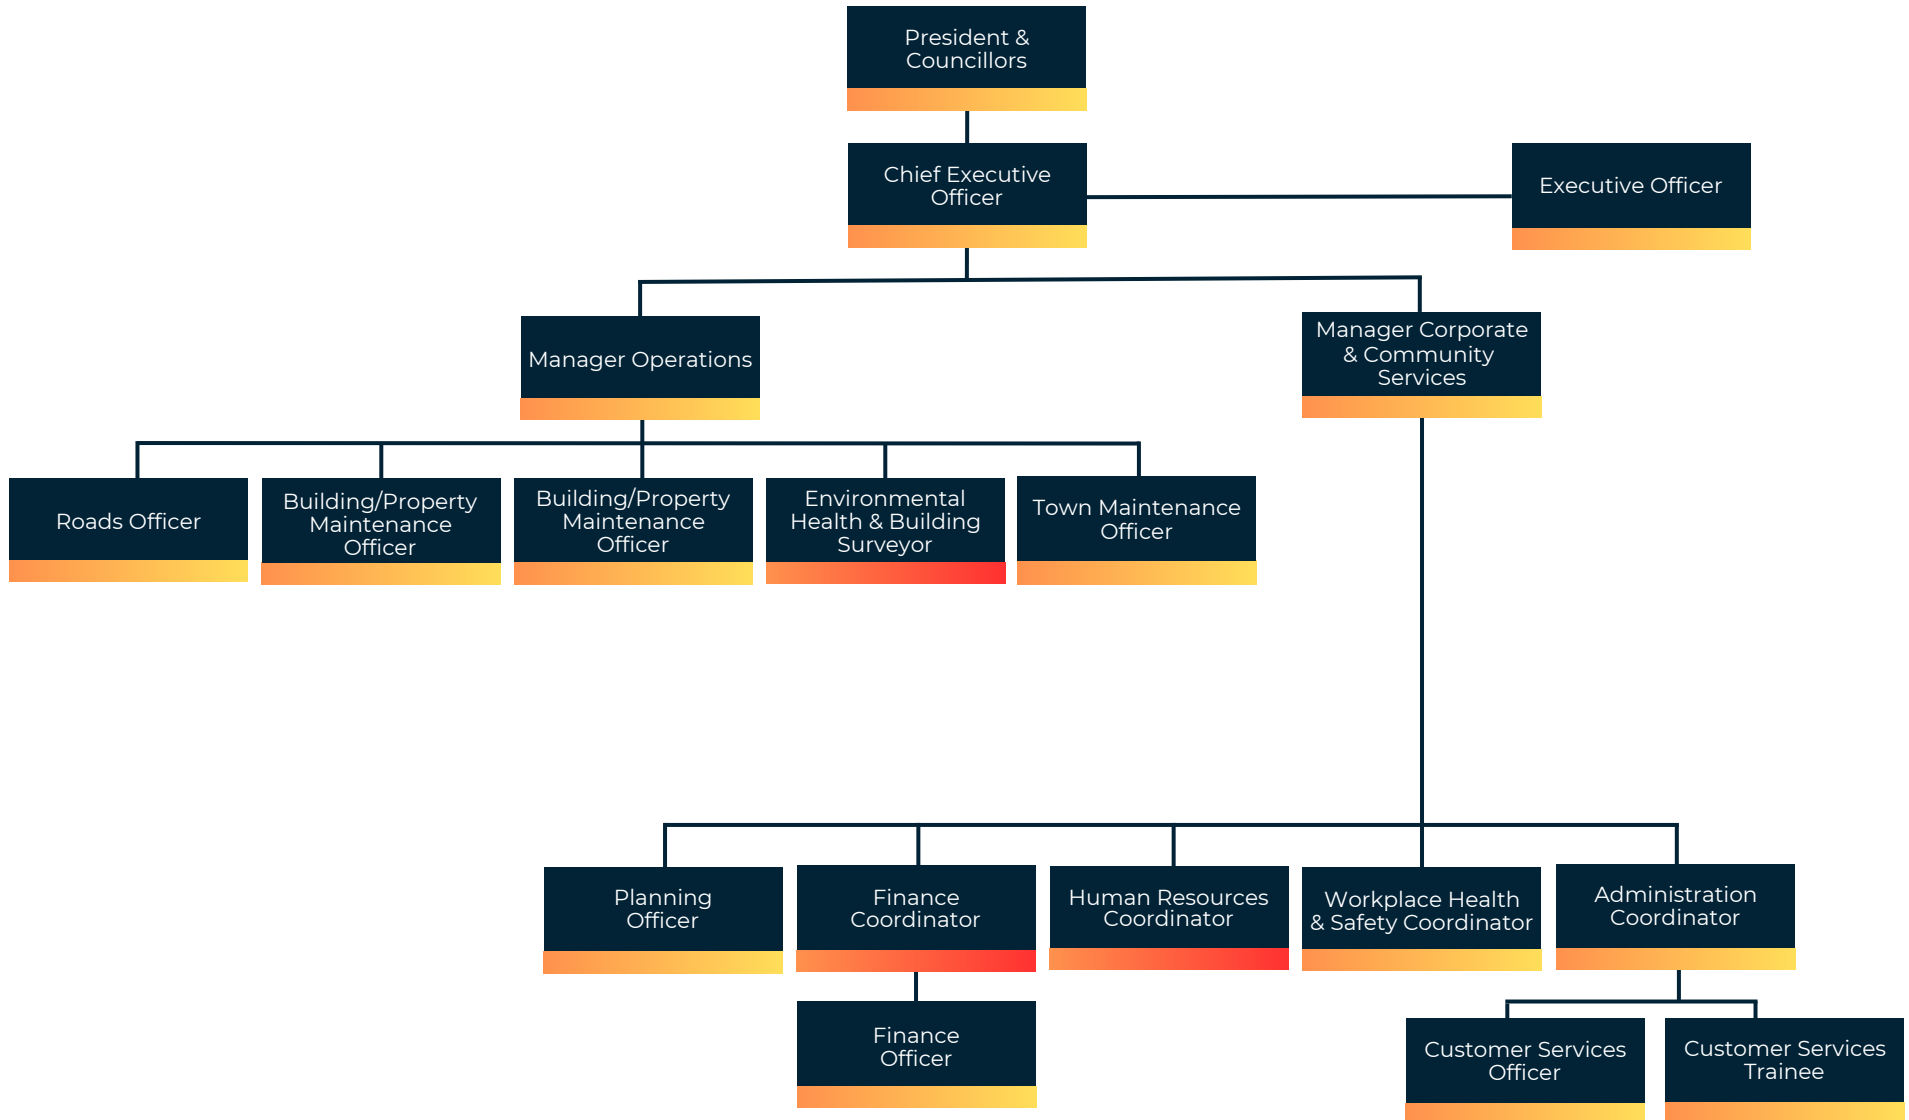 President &
Councillors
Chief Executive
Officer
Executive Officer
Manager Operations
Manager Corporate
& Community
Services
Roads Officer
Building/Property
Maintenance
Officer
Building/Property
Maintenance
Officer
Environmental
Health & Building
Surveyor
Town Maintenance
Officer
Planning
Officer
Finance
Coordinator
Human Resources
Coordinator
Workplace Health
& Safety Coordinator
Administration
Coordinator
Finance
Officer
Customer Services
Officer
Customer Services
Trainee